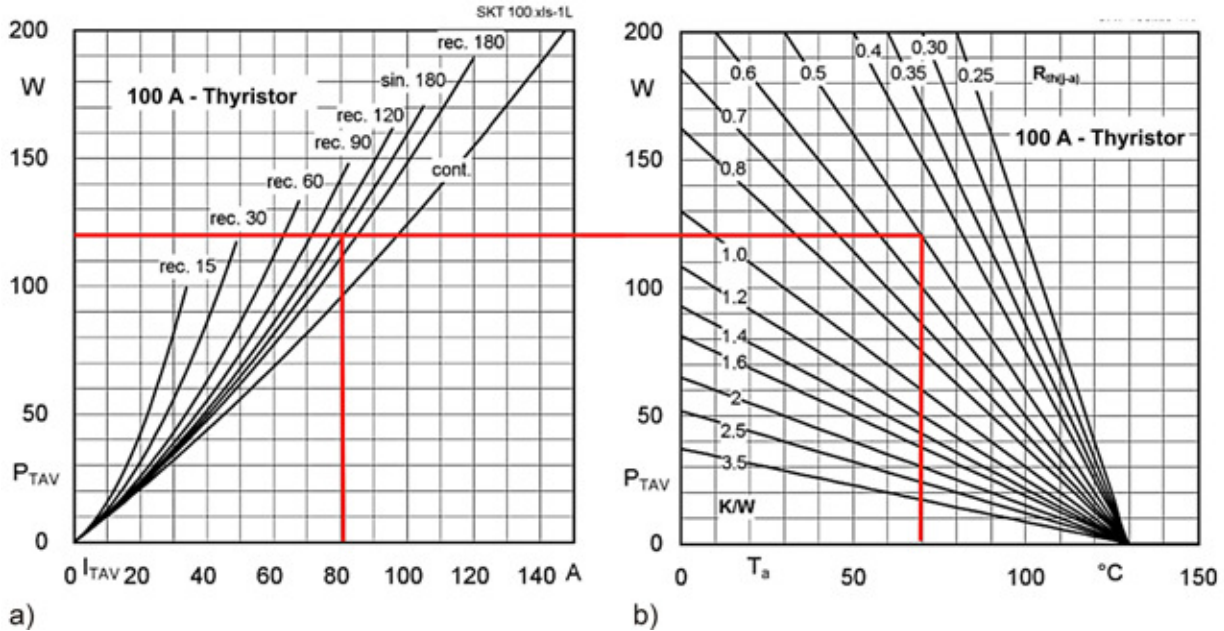 SKT 100.xls-1L
200
W
150
100
50
P_TAV
0
100 A - Thyristor
rec. 180
sin. 180
rec. 120
rec. 90
cont.
rec. 60
rec. 30
rec. 15
0 I_TAV 20 40 60 80 100 120 140 A
a)
200
W
150
100
50
P_TAV
0
0.4 0.30
0.6 0.5 0.35 0.25 R_th(j-a)
0.7
100 A - Thyristor
0.8
1.0
1.2
1.4
1.6
2
2.5
3.5
K/W
0 T_a 50 100 °C 150
b)